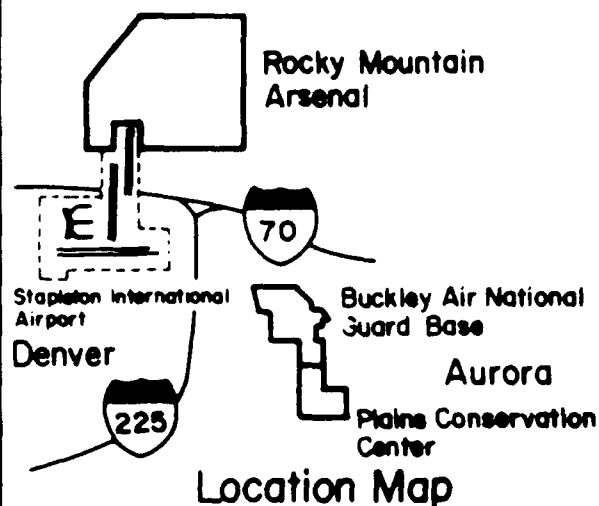 Rocky Mountain
Arsenal
70
Stapleton International
Airport
Buckley Air National
Guard Base
Denver
Aurora
225
Plains Conservation
Center
Location Map